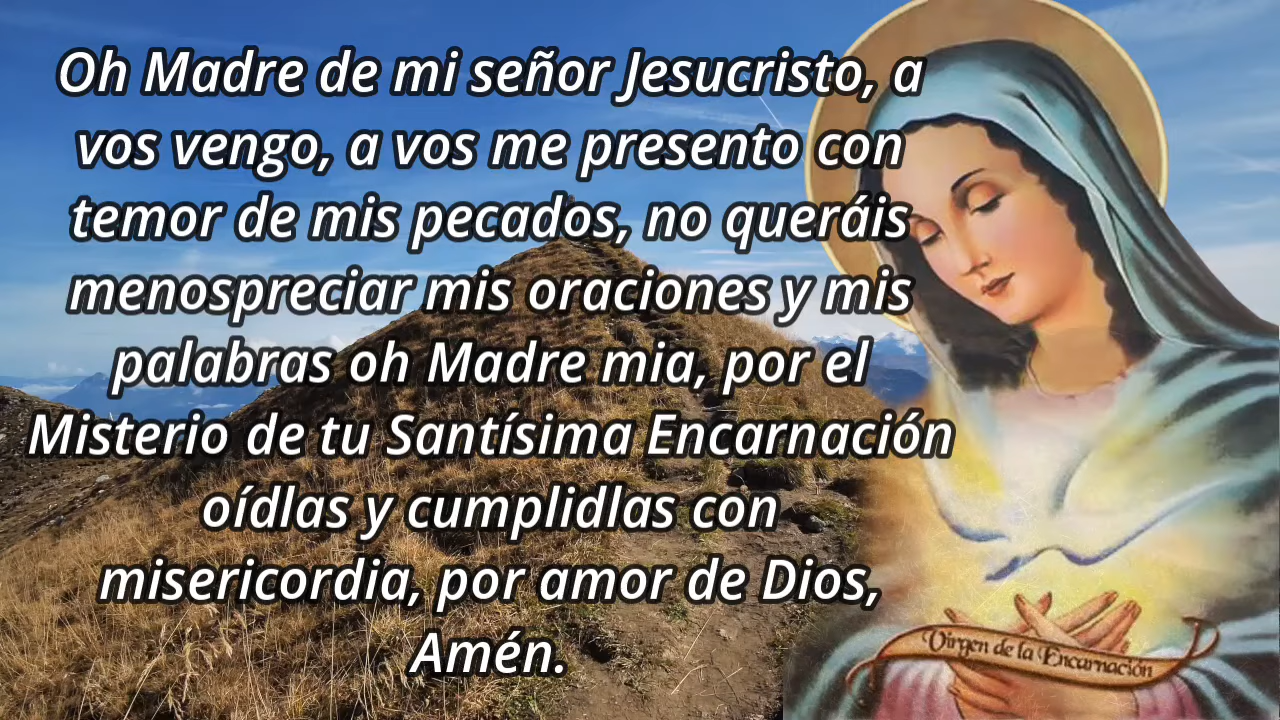 Oh Madre de mi señor Jesucristo, a
vos vengo, a vos me presento con
temor de mis pecados, no queráis
menospreciar mis oraciones y mis
palabras oh Madre mia, por el
Misterio de tu Santísima Encarnación
oídlas y cumplidlas con
misericordia, por amor de Dios,
Amén.
Virgen de la Encarnación